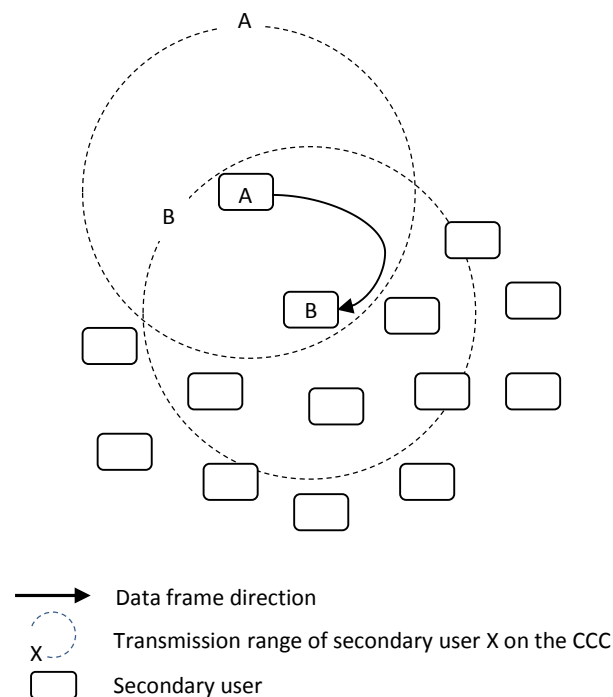 A
A
B
B
Data frame direction
X
Transmission range of secondary user X on the CCC
Secondary user